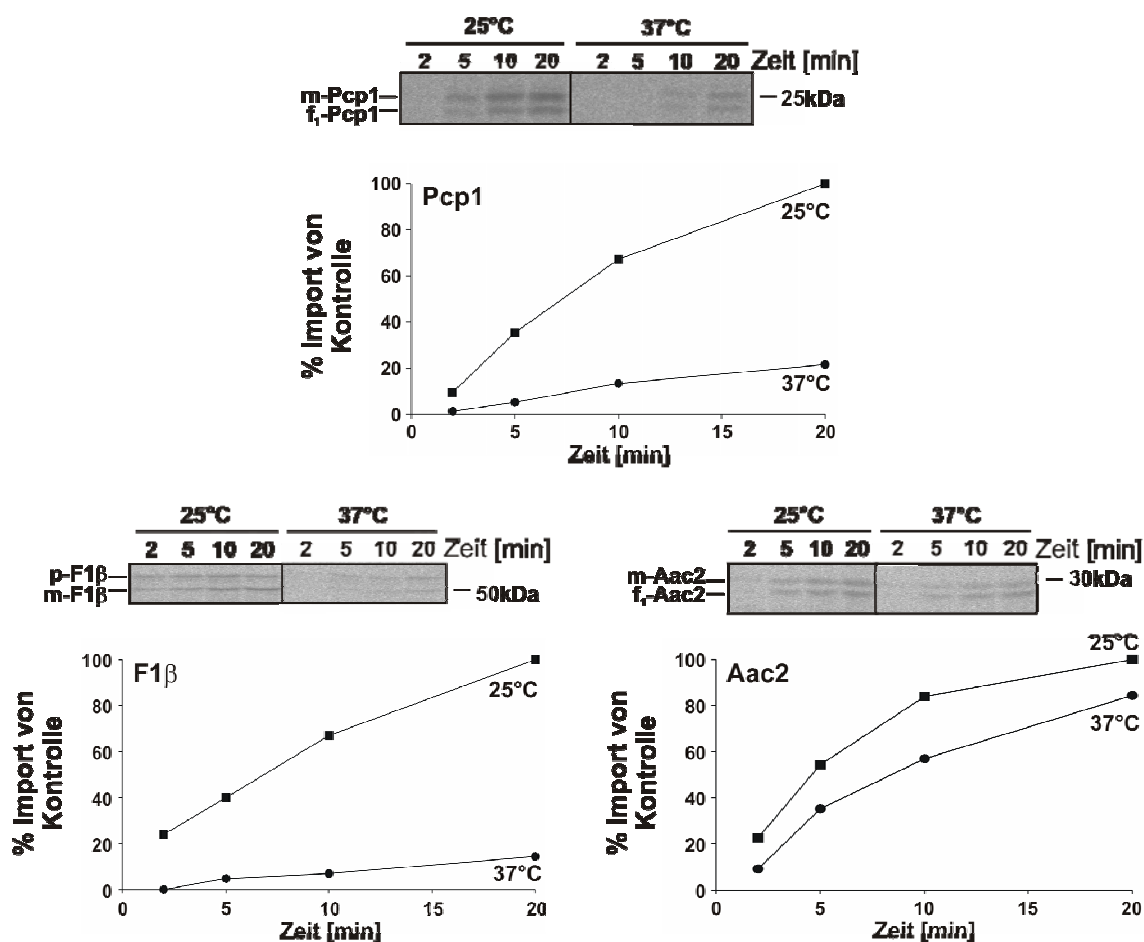 25°C 37°C
2 5 10 20 2 5 10 20 Zeit [min]
m-Pcp1
f₁-Pcp1
25kDa
Pcp1
% Import von
Kontrolle
100
80
60
40
20
0
25°C
37°C
0 5 10 15 20
Zeit [min]
25°C 37°C
2 5 10 20 2 5 10 20 Zeit [min]
p-F1β
m-F1β
50kDa
F1β
% Import von
Kontrolle
100
80
60
40
20
0
25°C
37°C
0 5 10 15 20
Zeit [min]
25°C 37°C
2 5 10 20 2 5 10 20 Zeit [min]
m-Aac2
f₁-Aac2
30kDa
Aac2
% Import von
Kontrolle
100
80
60
40
20
0
25°C
37°C
0 5 10 15 20
Zeit [min]